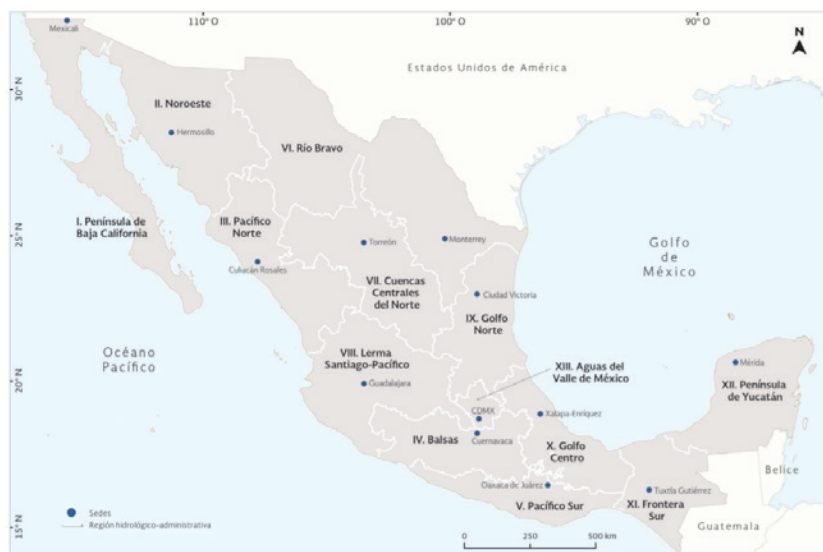 110° O
100° O
90° O
Mexicali
N
Estados Unidos de América
30° N
II. Noroeste
Hermosillo
VI. Río Bravo
I. Península de
Baja California
III. Pacífico
Norte
25° N
Torreón
Monterrey
Golfo
de
México
Culiacán Rosales
VII. Cuencas
Centrales
del Norte
Ciudad Victoria
IX. Golfo
Norte
Océano
Pacífico
VIII. Lerma
Santiago-Pacífico
XIII. Aguas del
Valle de México
Mérida
20° N
Guadalajara
XII. Península
de Yucatán
CDMX
Xalapa-Enríquez
IV. Balsas
Cuernavaca
X. Golfo
Centro
Belice
Oaxaca de Juárez
Tuxtla Gutiérrez
V. Pacífico Sur
XI. Frontera
Sur
Guatemala
Sedes
Región hidrológico-administrativa
15° N
0
250
500 km